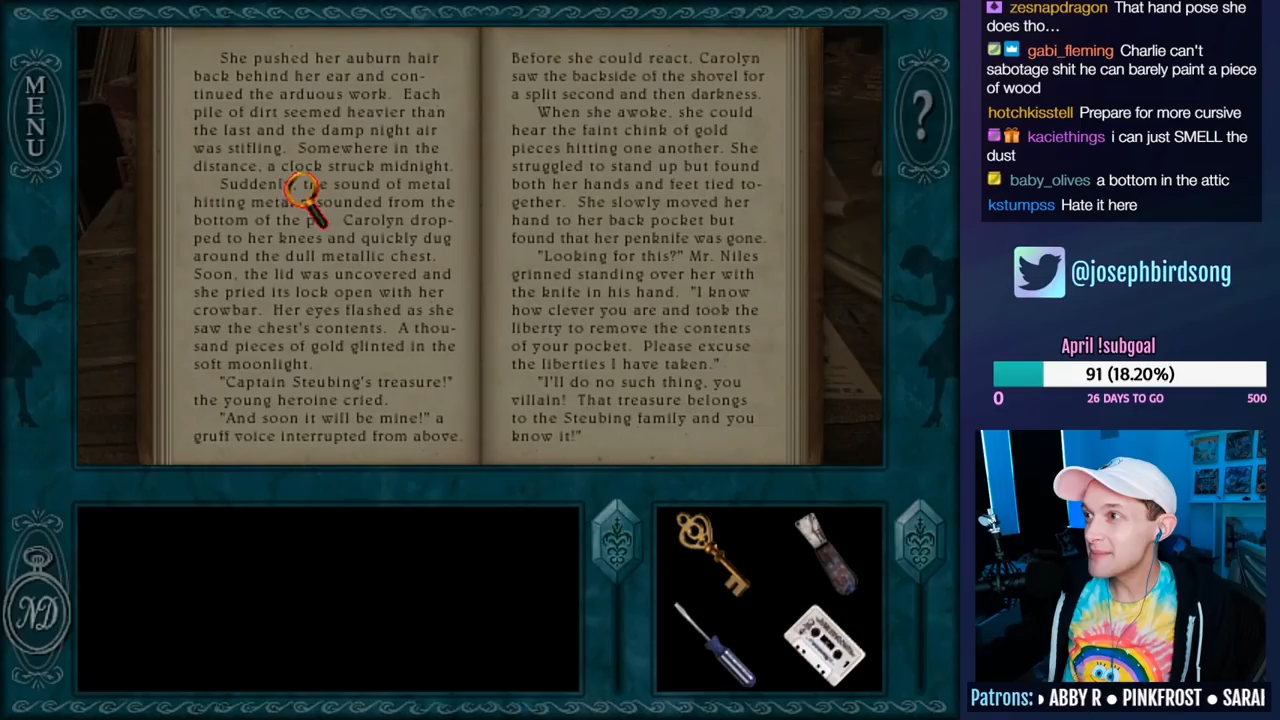 MENU
She pushed her auburn hair
back behind her ear and con-
tinued the arduous work. Each
pile of dirt seemed heavier than
the last and the damp night air
was stifling. Somewhere in the
distance, a clock struck midnight.
sound of metal
hitting sounded from the
bottom of the Carolyn drop-
ped to her knees and quickly dug
around the dull metallic chest.
Soon, the lid was uncovered and
she pried its lock open with her
crowbar. Her eyes flashed as she
saw the chest's contents. A thou-
sand pieces of gold glinted in the
soft moonlight.
"Captain Steubing's treasure!"
the young heroine cried.
"And soon it will be mine!" a
gruff voice interrupted from above.
Before she could react, Carolyn
saw the backside of the shovel for
a split second and then darkness.
When she awoke, she could
hear the faint chink of gold
pieces hitting one another. She
struggled to stand up but found
both her hands and feet tied to-
gether. She slowly moved her
hand to her back pocket but
found that her penknife was gone.
"Looking for this?" Mr. Niles
grinned standing over her with
the knife in his hand. "I know
how clever you are and took the
liberty to remove the contents
of your pocket. Please excuse
the liberties I have taken."
"I'll do no such thing, you
villain! That treasure belongs
to the Steubing family and you
know it!"
?
ND
zesnapdragon That hand pose she
does tho…
gabi_fleming Charlie can't
sabotage shit he can barely paint a piece
of wood
hotchkisstell Prepare for more cursive
kaciethings i can just SMELL the
dust
baby_olives a bottom in the attic
kstumpss Hate it here
@josephbirdsong
April !subgoal
91 (18.20%)
0 26 DAYS TO GO 500
Patrons: ABBY R ● PINKFROST ● SARAI